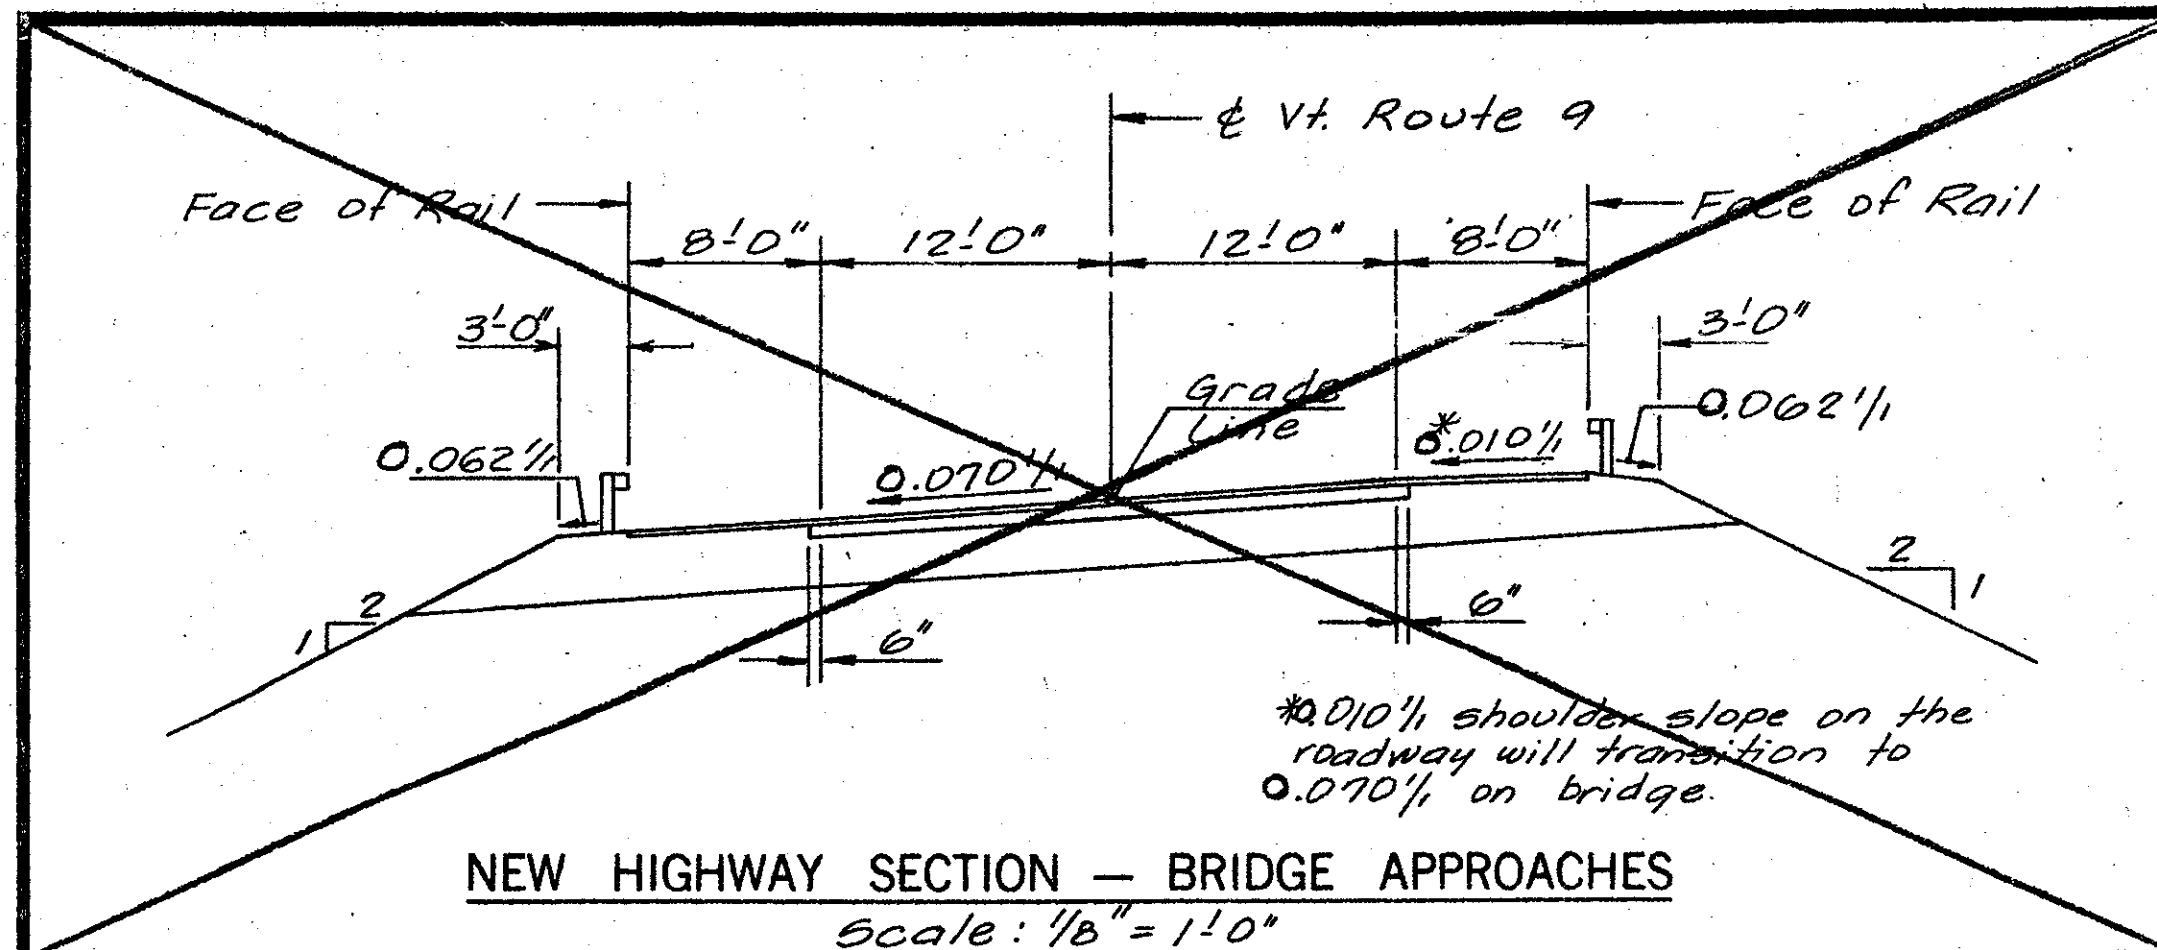 ℄ Vt. Route 9
Face of Rail
Face of Rail
8'-0" 12'-0" 12'-0" 8'-0"
3'-0"
3'-0"
Grade
Line
0.062'/1
0.070'/1
*
0.010'/1
0.062'/1
2
1
2
1
6"
6"
*0.010'/1 shoulder slope on the
roadway will transition to
0.070'/1 on bridge.
NEW HIGHWAY SECTION — BRIDGE APPROACHES
Scale: 1/8" = 1'-0"